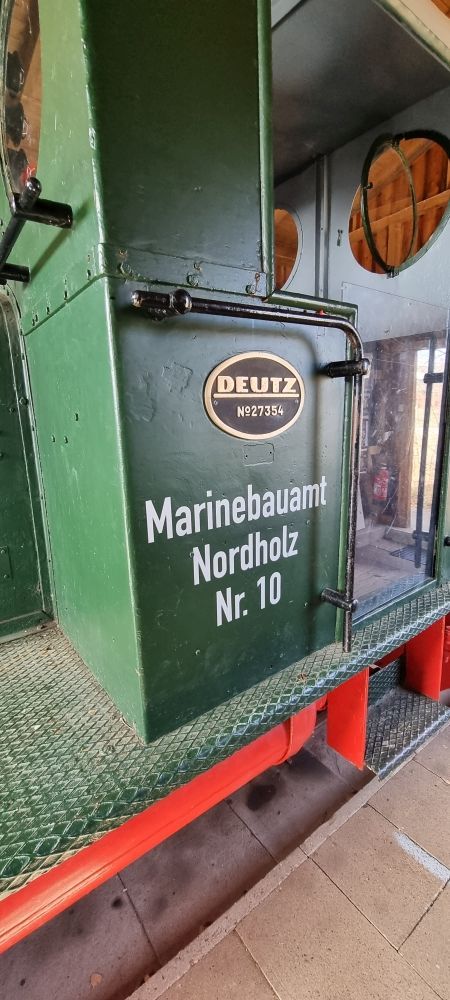 DEUTZ
No27354
Marinebauamt
Nordholz
Nr. 10